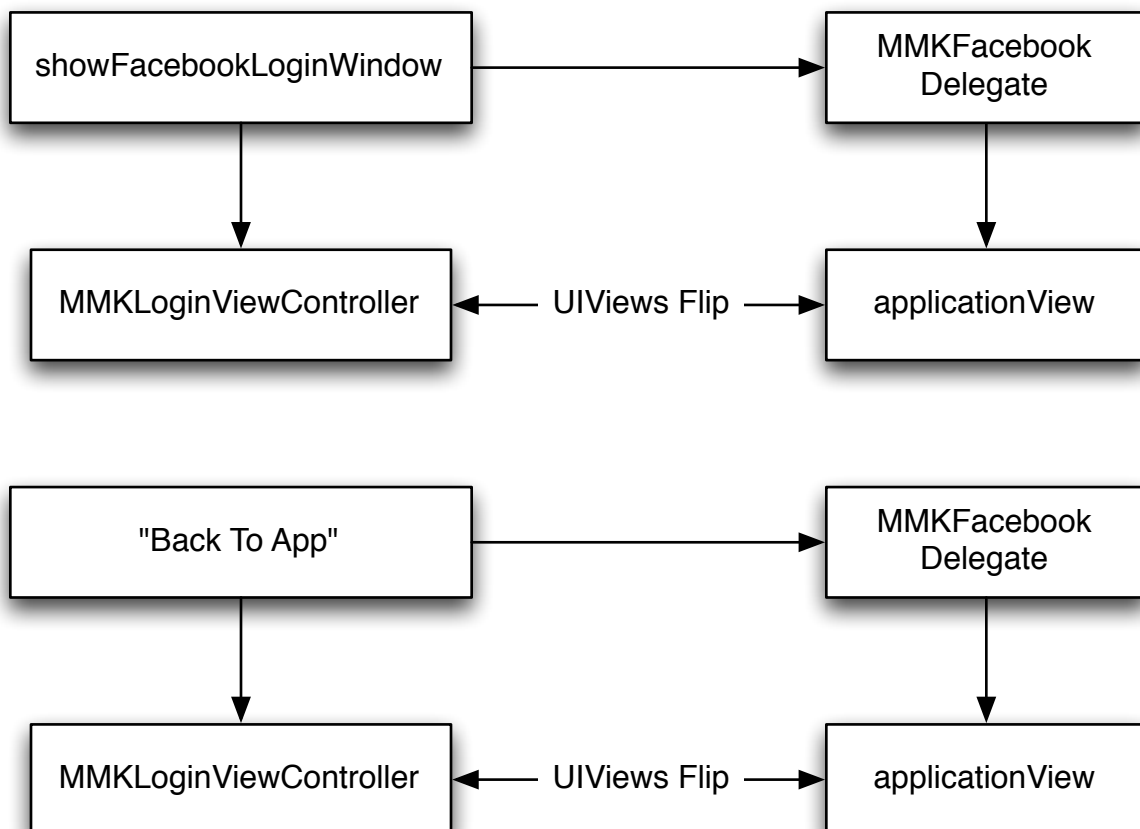 showFacebookLoginWindow
MMKFacebook
Delegate
MMKLoginViewController
UIViews Flip
applicationView
"Back To App"
MMKFacebook
Delegate
MMKLoginViewController
UIViews Flip
applicationView